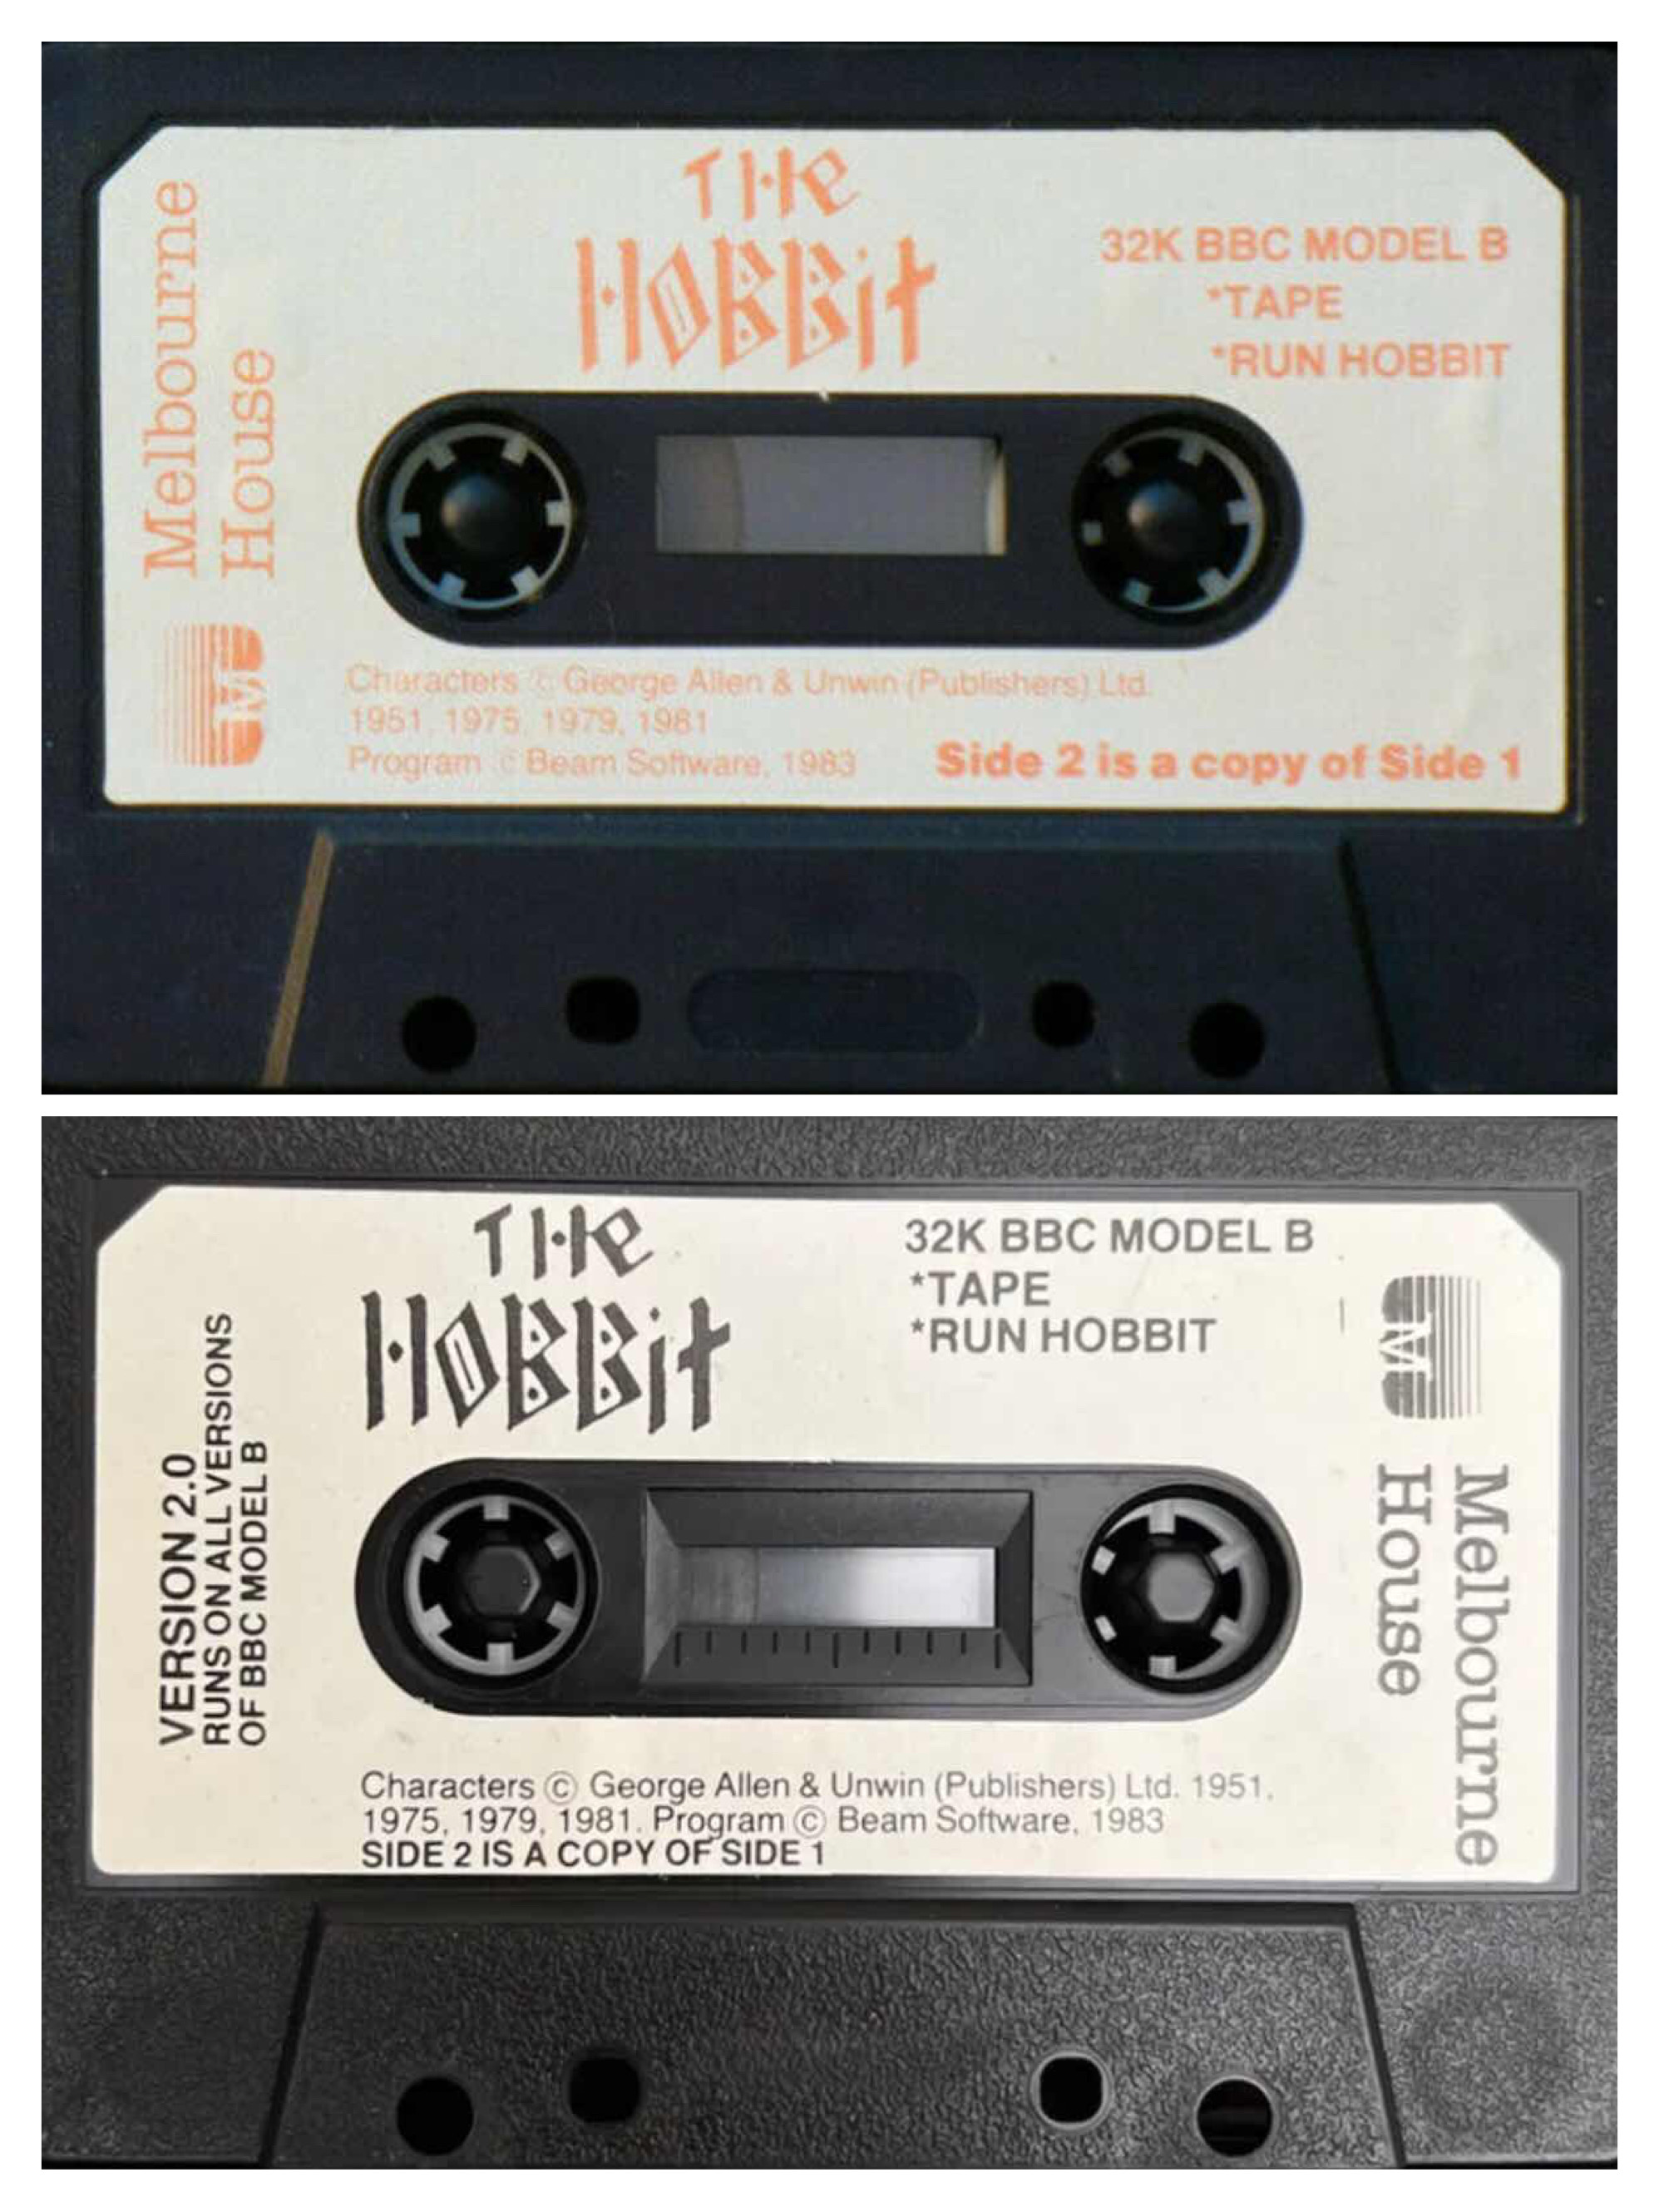 THE
HOBBIT
32K BBC MODEL B
*TAPE
*RUN HOBBIT
Melbourne
House
Characters © George Allen & Unwin (Publishers) Ltd.
1951, 1975, 1979, 1981
Program © Beam Software, 1983
Side 2 is a copy of Side 1
THE
HOBBIT
32K BBC MODEL B
*TAPE
*RUN HOBBIT
VERSION 2.0
RUNS ON ALL VERSIONS
OF BBC MODEL B
Melbourne
House
Characters © George Allen & Unwin (Publishers) Ltd. 1951,
1975, 1979, 1981. Program © Beam Software, 1983
SIDE 2 IS A COPY OF SIDE 1